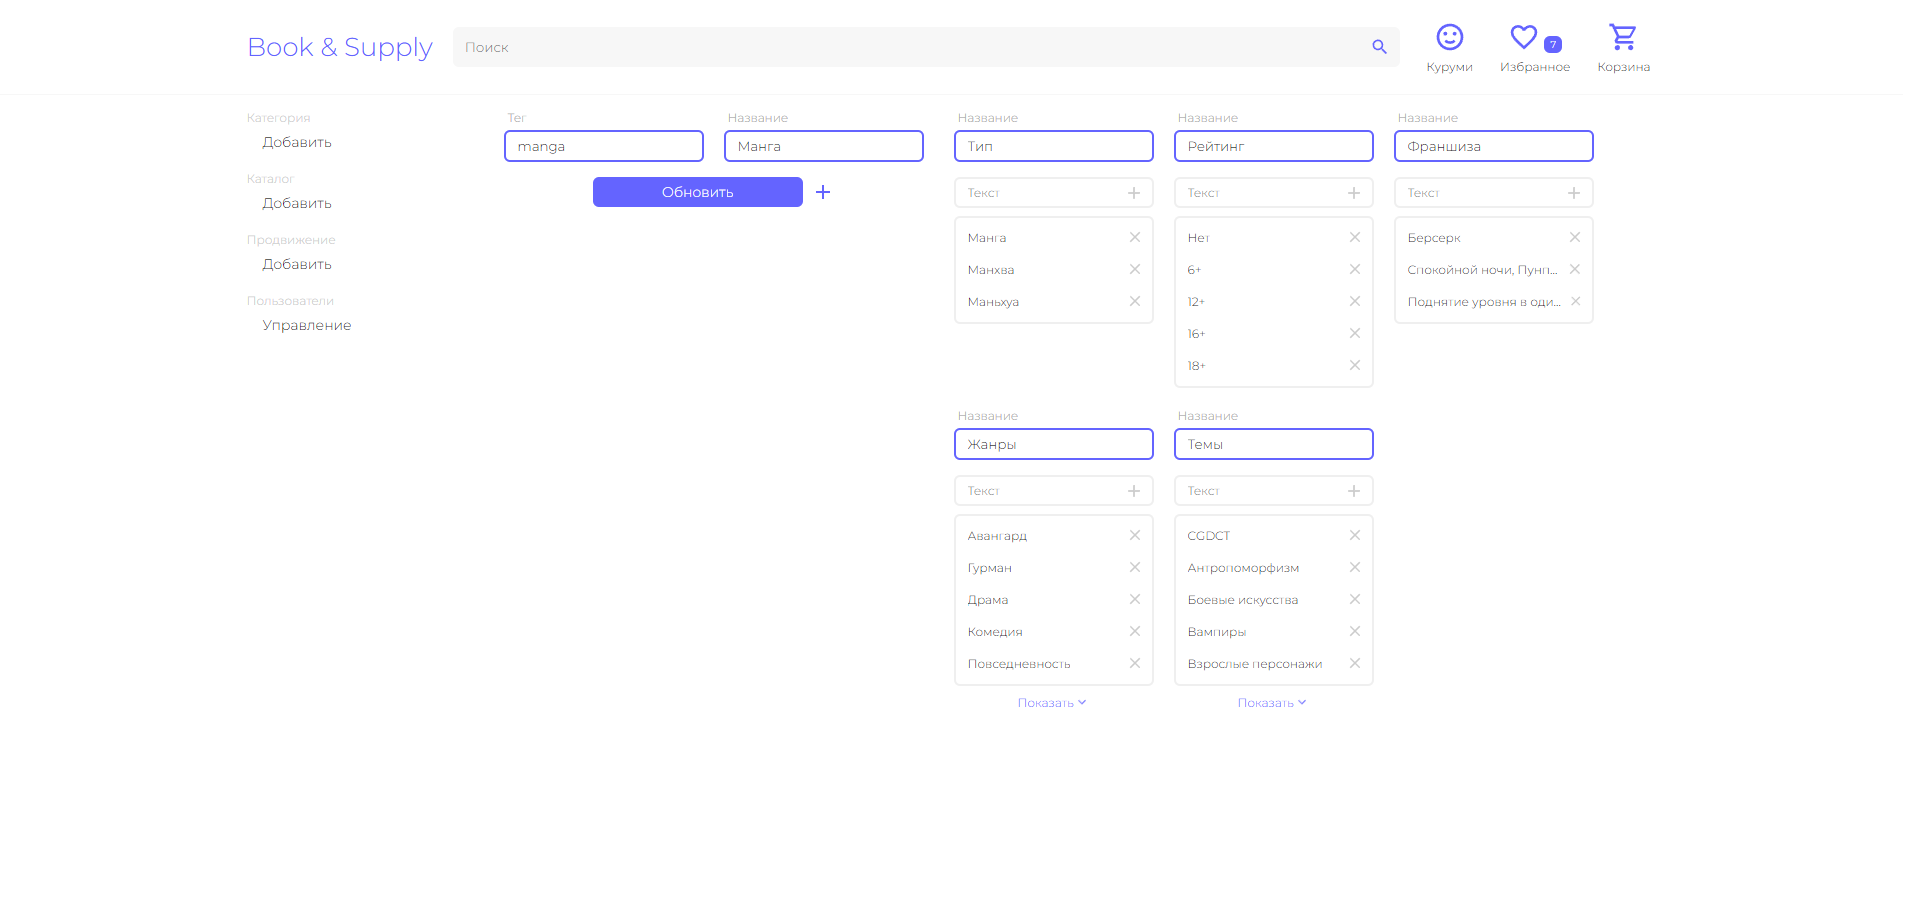 Book & Supply
Поиск
Куруми
Избранное
7
Корзина
Категория
Добавить
Каталог
Добавить
Продвижение
Добавить
Пользователи
Управление
Тег
manga
Название
Манга
Обновить
Название
Тип
Текст
Манга
Манхва
Маньхуа
Название
Рейтинг
Текст
Нет
6+
12+
16+
18+
Название
Франшиза
Текст
Берсерк
Спокойной ночи, Пунп...
Поднятие уровня в оди...
Название
Жанры
Текст
Авангард
Гурман
Драма
Комедия
Повседневность
Показать
Название
Темы
Текст
CGDCT
Антропоморфизм
Боевые искусства
Вампиры
Взрослые персонажи
Показать